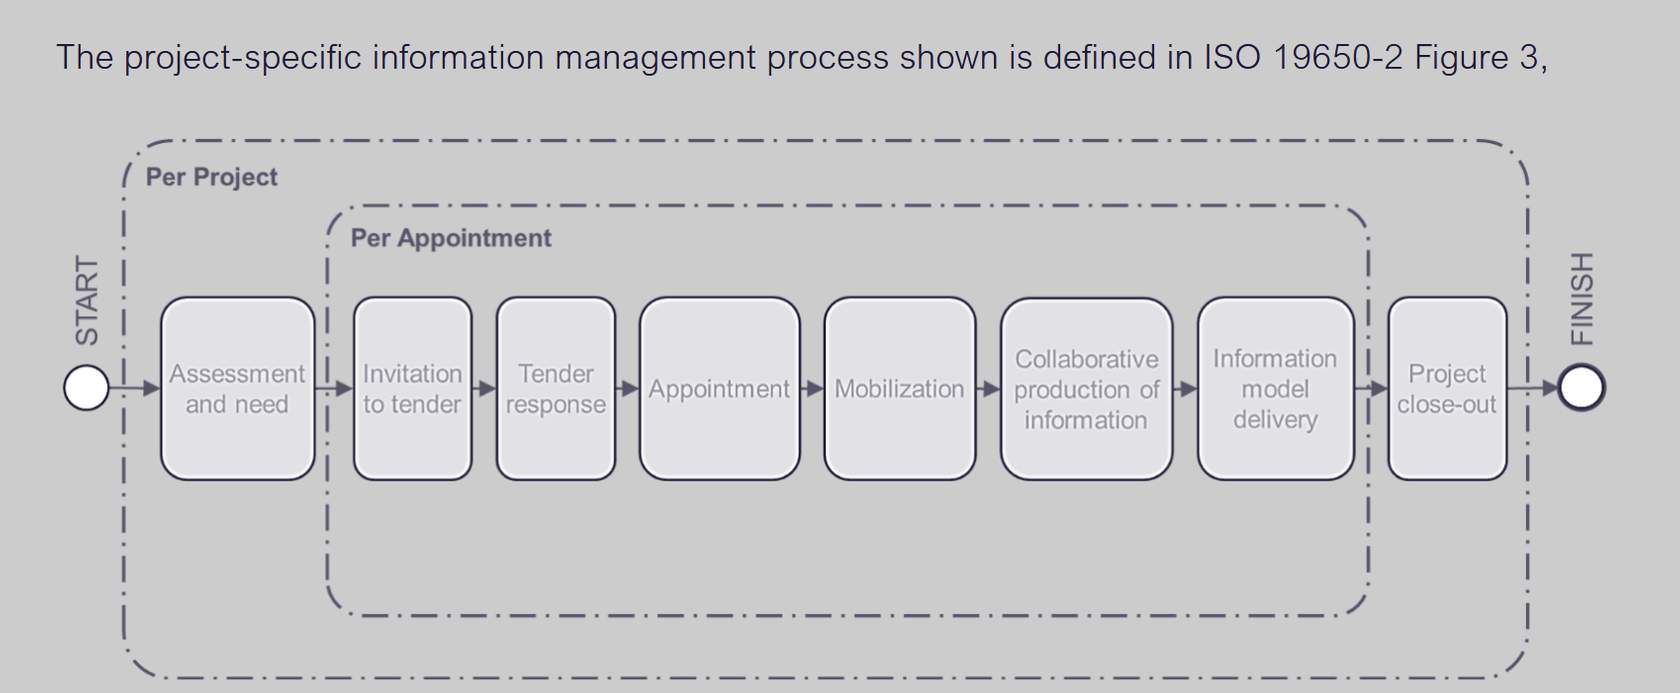 The project-specific information management process shown is defined in ISO 19650-2 Figure 3,
Per Project
Per Appointment
START
Assessment
and need
Invitation
to tender
Tender
response
Appointment
Mobilization
Collaborative
production of
information
Information
model
delivery
Project
close-out
FINISH